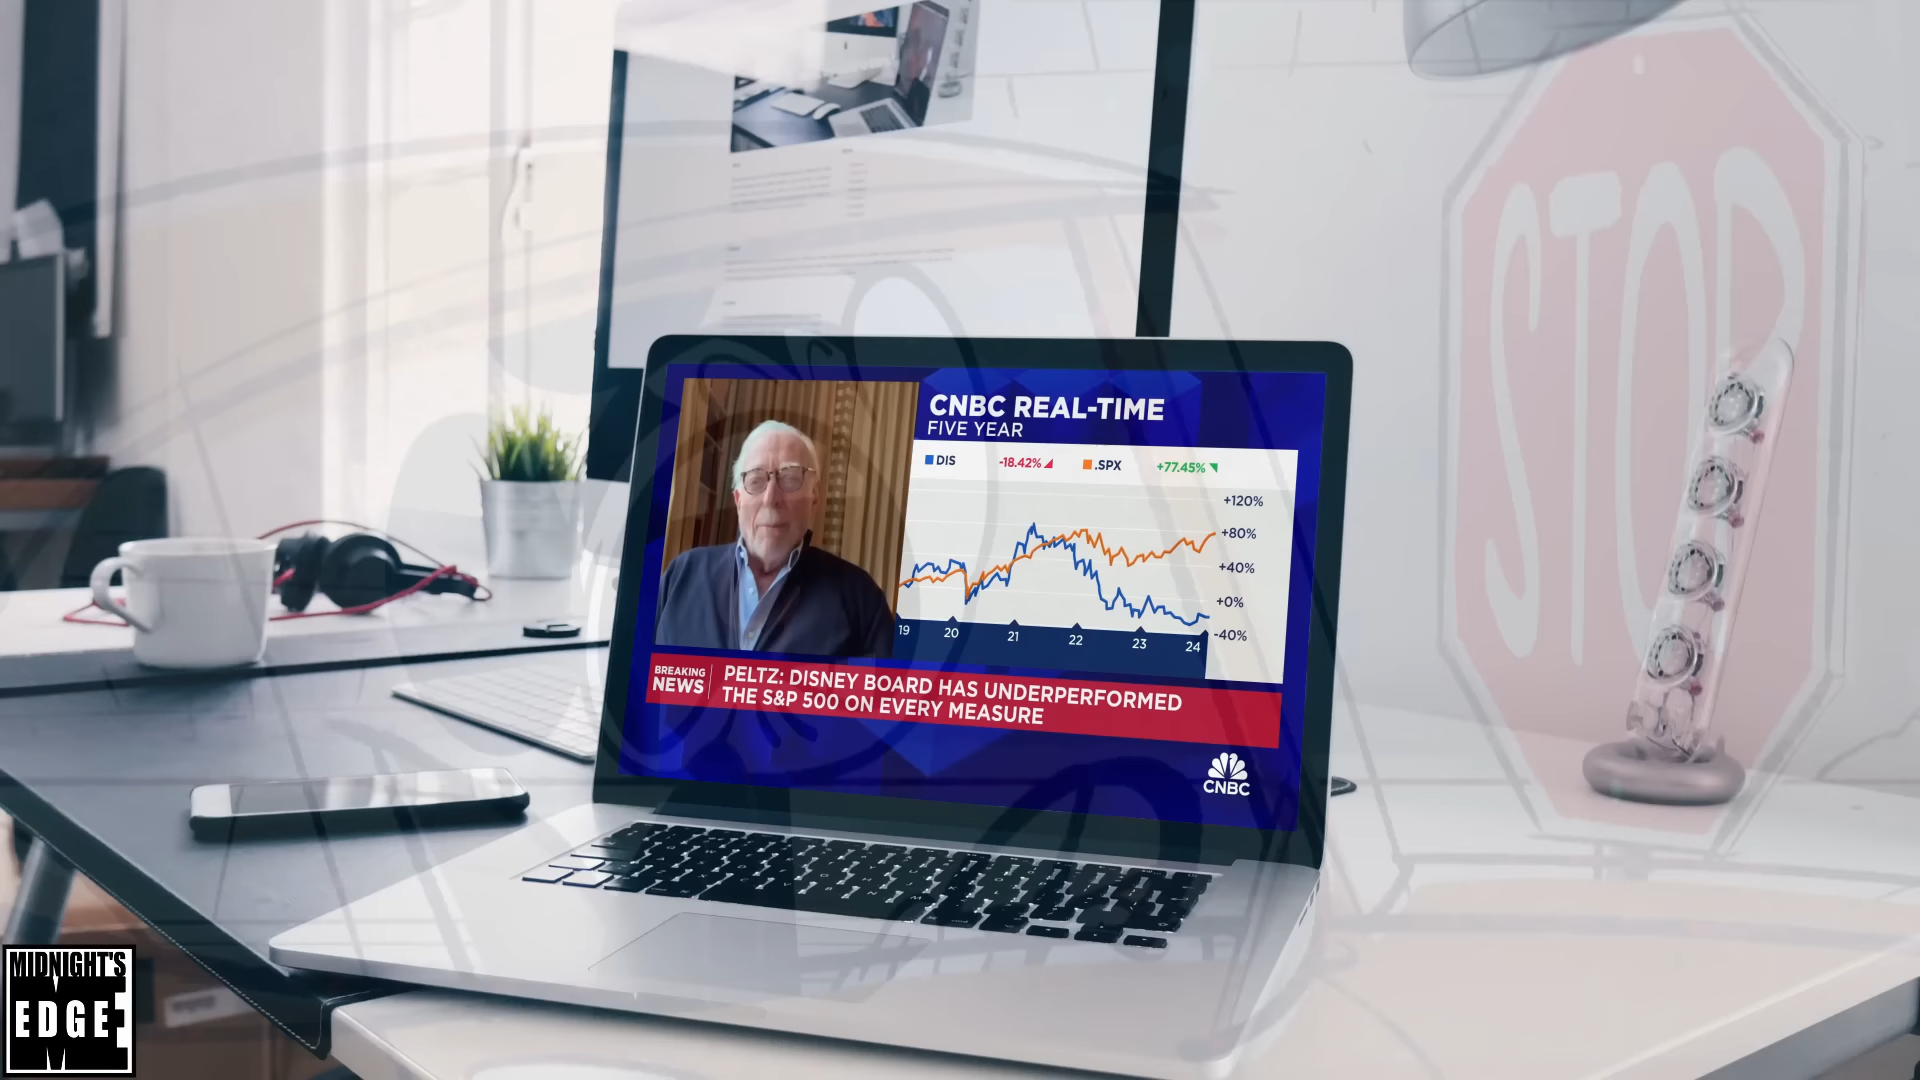 STOP
CNBC REAL-TIME
FIVE YEAR
DIS -18.42% .SPX +77.45%
+120%
+80%
+40%
+0%
-40%
19 20 21 22 23 24
BREAKING
NEWS
PELTZ: DISNEY BOARD HAS UNDERPERFORMED
THE S&P 500 ON EVERY MEASURE
CNBC
MIDNIGHT'S
EDGE